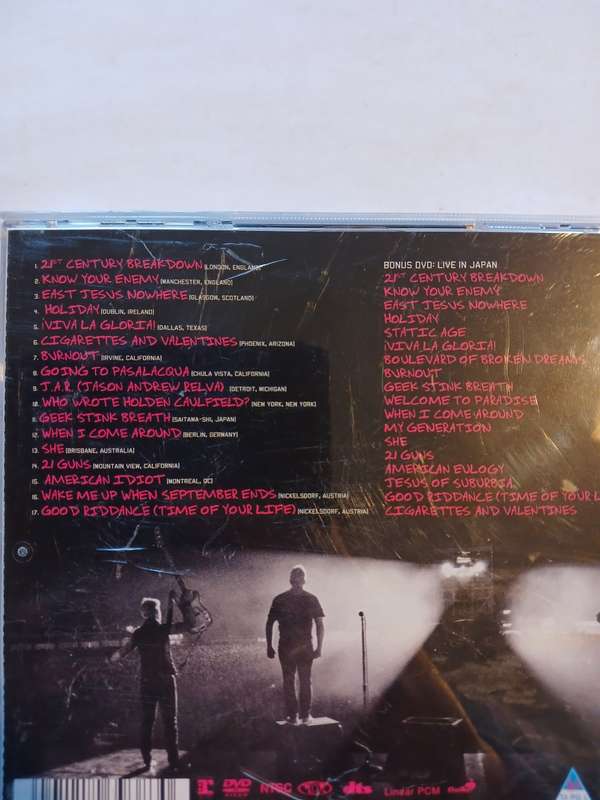 1. 21ST CENTURY BREAKDOWN (LONDON, ENGLAND)
2. KNOW YOUR ENEMY (MANCHESTER, ENGLAND)
3. EAST JESUS NOWHERE (GLASGOW, SCOTLAND)
4. HOLIDAY (DUBLIN, IRELAND)
5. ¡VIVA LA GLORIA! (DALLAS, TEXAS)
6. CIGARETTES AND VALENTINES (PHOENIX, ARIZONA)
7. BURNOUT (IRVINE, CALIFORNIA)
8. GOING TO PASALACQUA (CHULA VISTA, CALIFORNIA)
9. J.A.R. (JASON ANDREW RELVA) (DETROIT, MICHIGAN)
10. WHO WROTE HOLDEN CAULFIELD? (NEW YORK, NEW YORK)
11. GEEK STINK BREATH (SAITAMA-SHI, JAPAN)
12. WHEN I COME AROUND (BERLIN, GERMANY)
13. SHE (BRISBANE, AUSTRALIA)
14. 21 GUNS (MOUNTAIN VIEW, CALIFORNIA)
15. AMERICAN IDIOT (MONTREAL, QC)
16. WAKE ME UP WHEN SEPTEMBER ENDS (NICKELSDORF, AUSTRIA)
17. GOOD RIDDANCE (TIME OF YOUR LIFE) (NICKELSDORF, AUSTRIA)
BONUS DVD: LIVE IN JAPAN
21ST CENTURY BREAKDOWN
KNOW YOUR ENEMY
EAST JESUS NOWHERE
HOLIDAY
STATIC AGE
¡VIVA LA GLORIA!
BOULEVARD OF BROKEN DREAMS
BURNOUT
GEEK STINK BREATH
WELCOME TO PARADISE
WHEN I COME AROUND
MY GENERATION
SHE
21 GUNS
AMERICAN EULOGY
JESUS OF SUBURBIA
GOOD RIDDANCE (TIME OF YOUR L
CIGARETTES AND VALENTINES
DVD NTSC dts Linear PCM